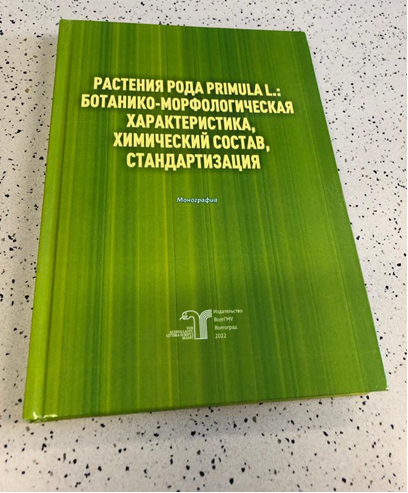 РАСТЕНИЯ РОДА PRIMULA L.:
БОТАНИКО-МОРФОЛОГИЧЕСКАЯ
ХАРАКТЕРИСТИКА,
ХИМИЧЕСКИЙ СОСТАВ,
СТАНДАРТИЗАЦИЯ
Монография
Издательство
ВолгГМУ
Волгоград
2022